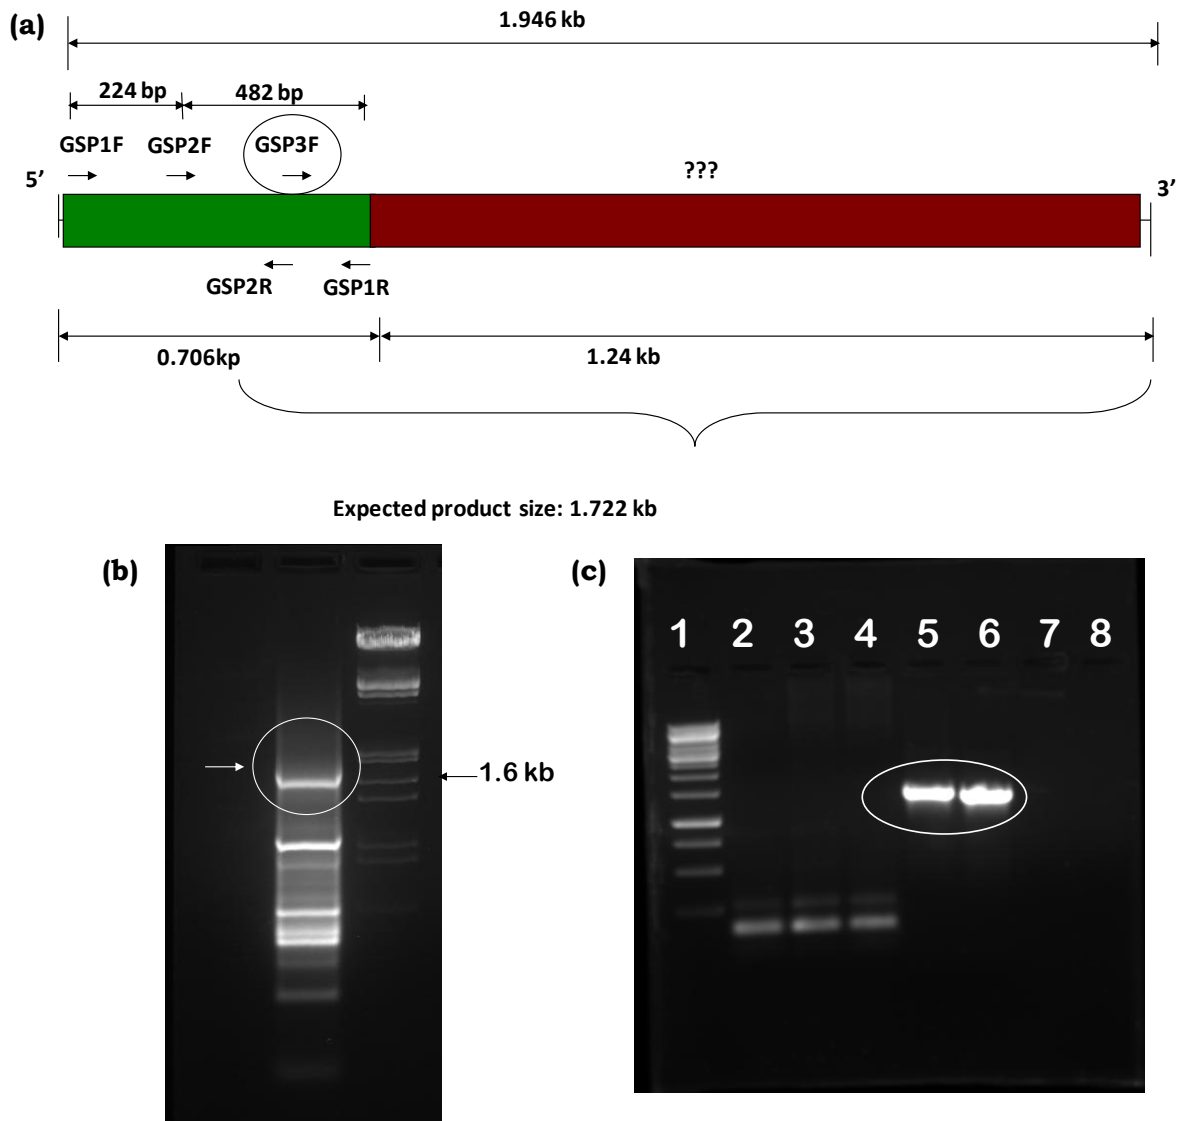 (a)
1.946 kb
224 bp
482 bp
GSP1F
GSP2F
GSP3F
???
5’
3’
GSP2R
GSP1R
0.706kp
1.24 kb
Expected product size: 1.722 kb
(b)
(c)
1 2 3 4 5 6 7 8
1.6 kb